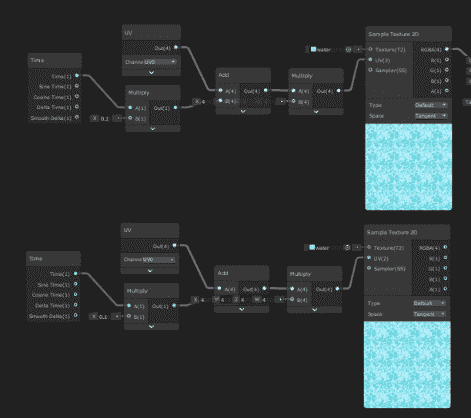 UV
Out(4)
Channe UV0
Time
Time(1)
Sine Time(1)
Cosine Time(1)
Delta Time(1)
Smooth Delta(1)
Multiply
A(1) Out(1)
B(1)
X 0.1
Add
A(4) Out(4)
B(4)
X 4
Multiply
A(4) Out(4)
B(4)
Sample Texture 2D
water
Texture(T2) RGBA(4)
UV(2) R(1)
Sampler(SS) G(1)
B(1)
A(1)
Type Default
Space Tangent
UV
Out(4)
Channe UV0
Time
Time(1)
Sine Time(1)
Cosine Time(1)
Delta Time(1)
Smooth Delta(1)
Multiply
A(1) Out(1)
B(1)
X 0.1
Add
A(4) Out(4)
X 4 Z 4 W 4
Multiply
A(4) Out(4)
B(4)
Sample Texture 2D
water
Texture(T2) RGBA(4)
UV(2) R(1)
Sampler(SS)
B(1)
A(1)
Type Default
Space Tangent